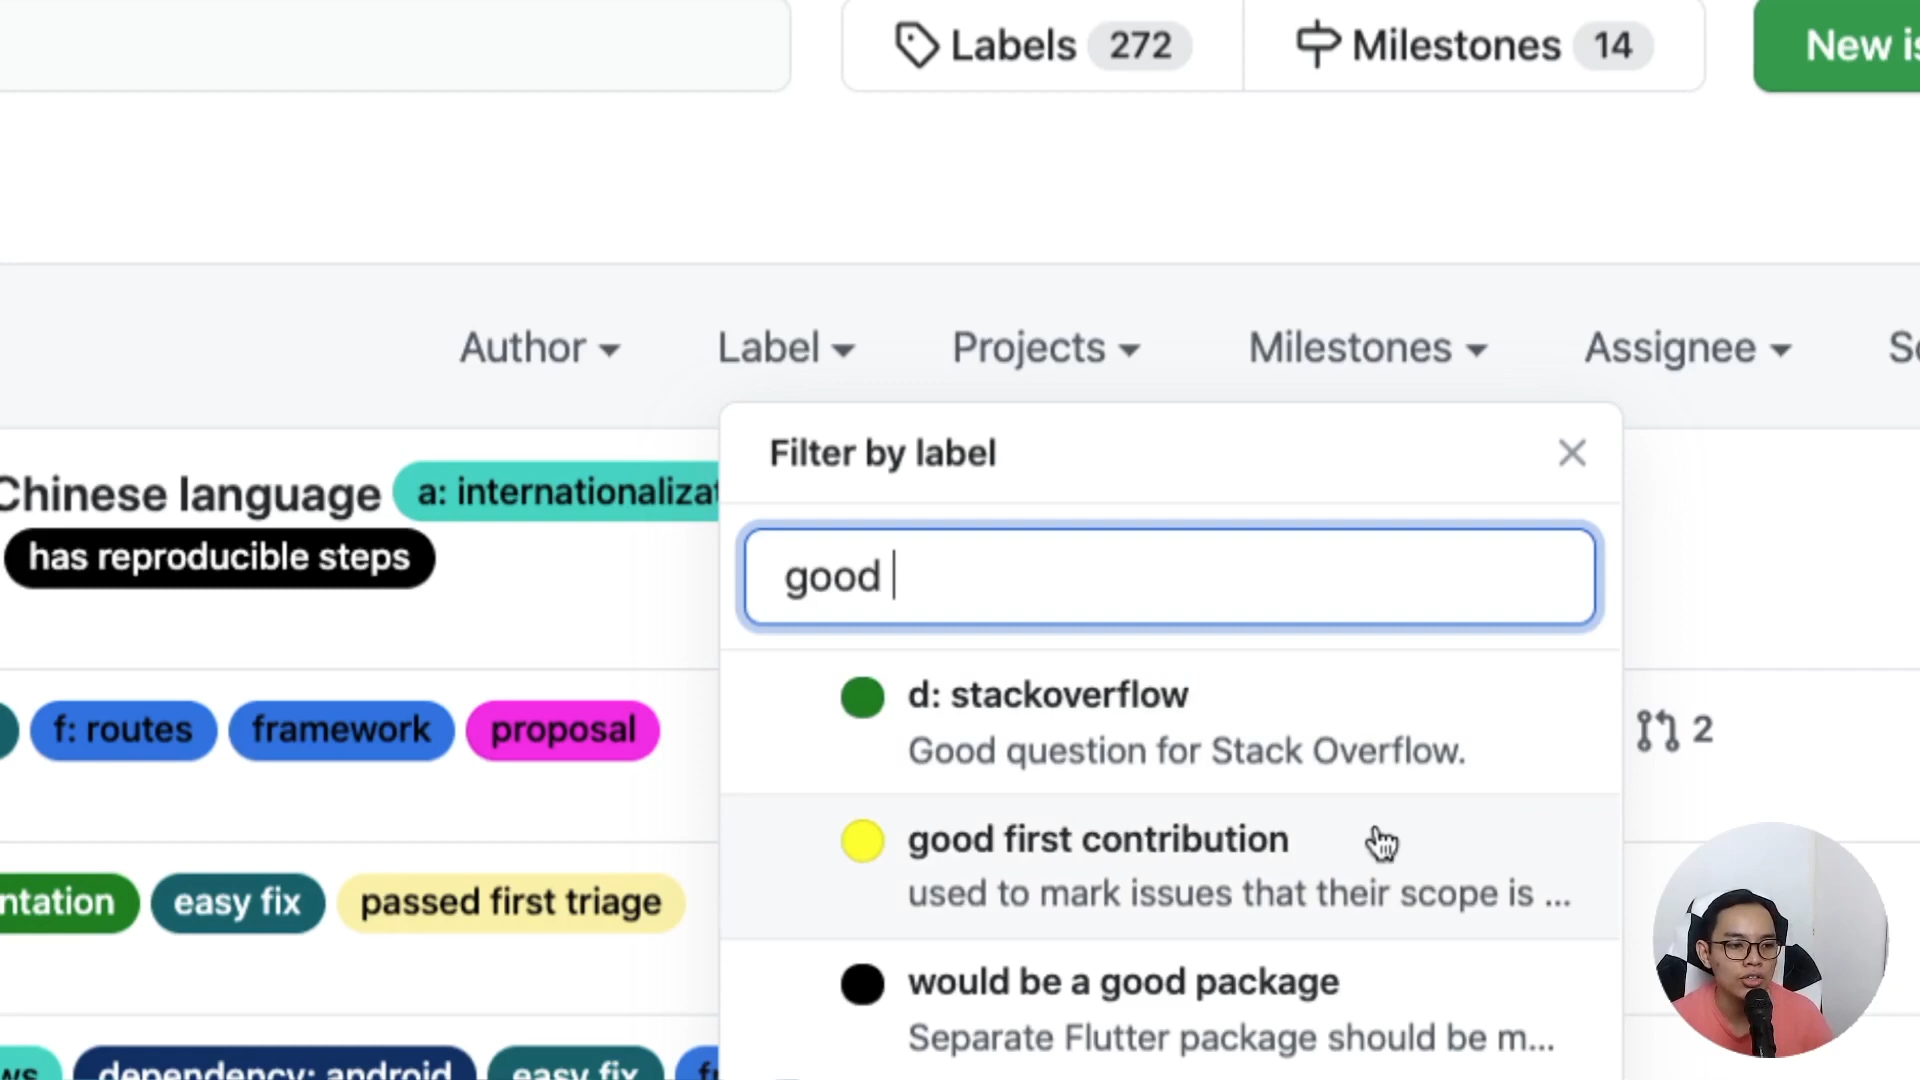 Labels 272 Milestones 14 New is
Author Label Projects Milestones Assignee So
Filter by label
Chinese language a: internationalizat
good
has reproducible steps
d: stackoverflow
f: routes framework proposal
Good question for Stack Overflow.
2
good first contribution
ntation easy fix passed first triage
used to mark issues that their scope is ...
would be a good package
Separate Flutter package should be m...
ws dependency: android easy fix